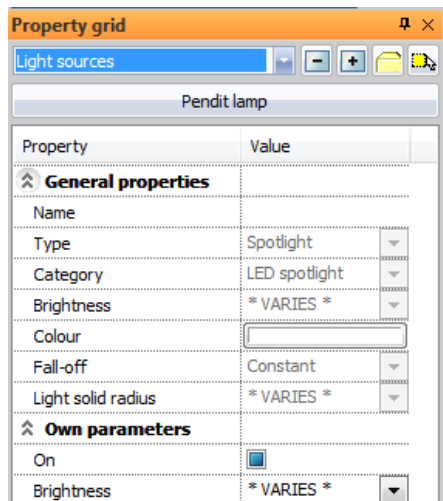 Property grid
Light sources
Pendit lamp
Property Value
General properties
Name
Type Spotlight
Category LED spotlight
Brightness * VARIES *
Colour
Fall-off Constant
Light solid radius * VARIES *
Own parameters
On
Brightness * VARIES *